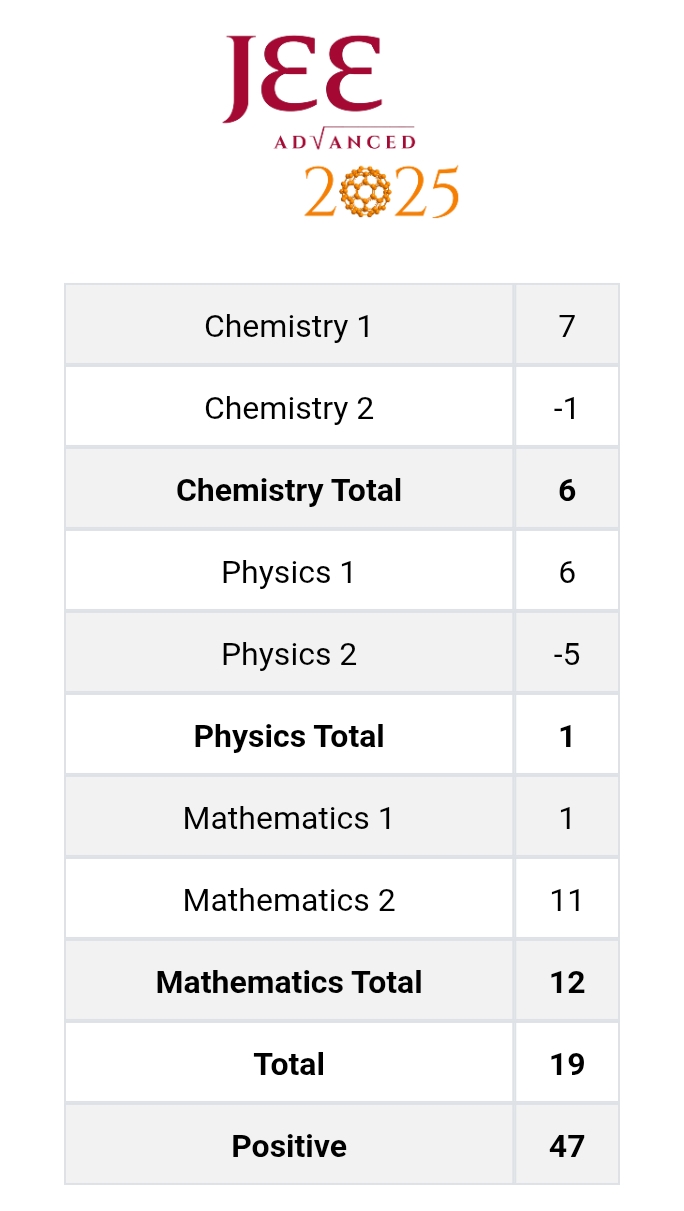 JEE
ADVANCED
2025
Chemistry 1 7
Chemistry 2 -1
Chemistry Total 6
Physics 1 6
Physics 2 -5
Physics Total 1
Mathematics 1 1
Mathematics 2 11
Mathematics Total 12
Total 19
Positive 47